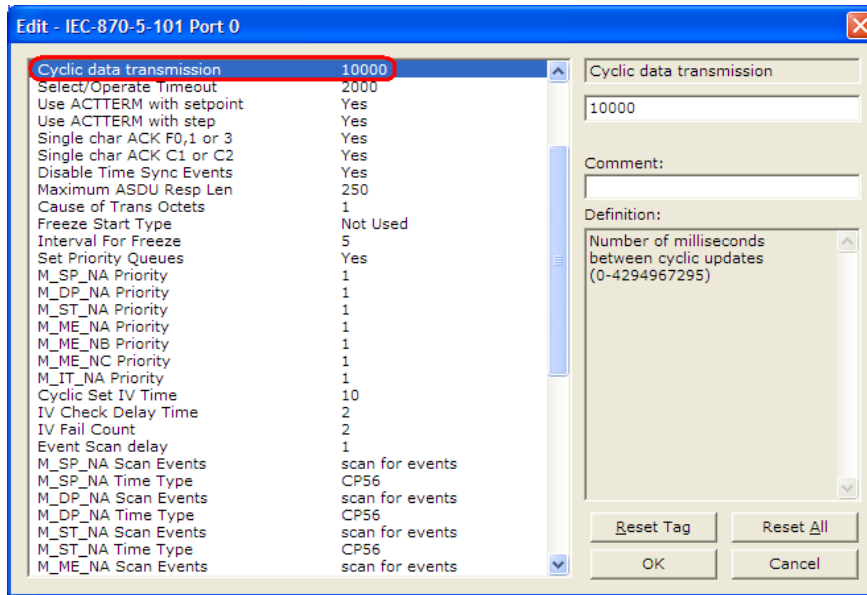 Edit - IEC-870-5-101 Port 0
Cyclic data transmission 10000
Select/Operate Timeout 2000
Use ACTTERM with setpoint Yes
Use ACTTERM with step Yes
Single char ACK F0,1 or 3 Yes
Single char ACK C1 or C2 Yes
Disable Time Sync Events Yes
Maximum ASDU Resp Len 250
Cause of Trans Octets 1
Freeze Start Type Not Used
Interval For Freeze 5
Set Priority Queues Yes
M_SP_NA Priority 1
M_DP_NA Priority 1
M_ST_NA Priority 1
M_ME_NA Priority 1
M_ME_NB Priority 1
M_ME_NC Priority 1
M_IT_NA Priority 1
Cyclic Set IV Time 10
IV Check Delay Time 2
IV Fail Count 2
Event Scan delay 1
M_SP_NA Scan Events scan for events
M_SP_NA Time Type CP56
M_DP_NA Scan Events scan for events
M_DP_NA Time Type CP56
M_ST_NA Scan Events scan for events
M_ST_NA Time Type CP56
M_ME_NA Scan Events scan for events
Cyclic data transmission
10000
Comment:
Definition:
Number of milliseconds
between cyclic updates
(0-4294967295)
Reset Tag Reset All
OK Cancel